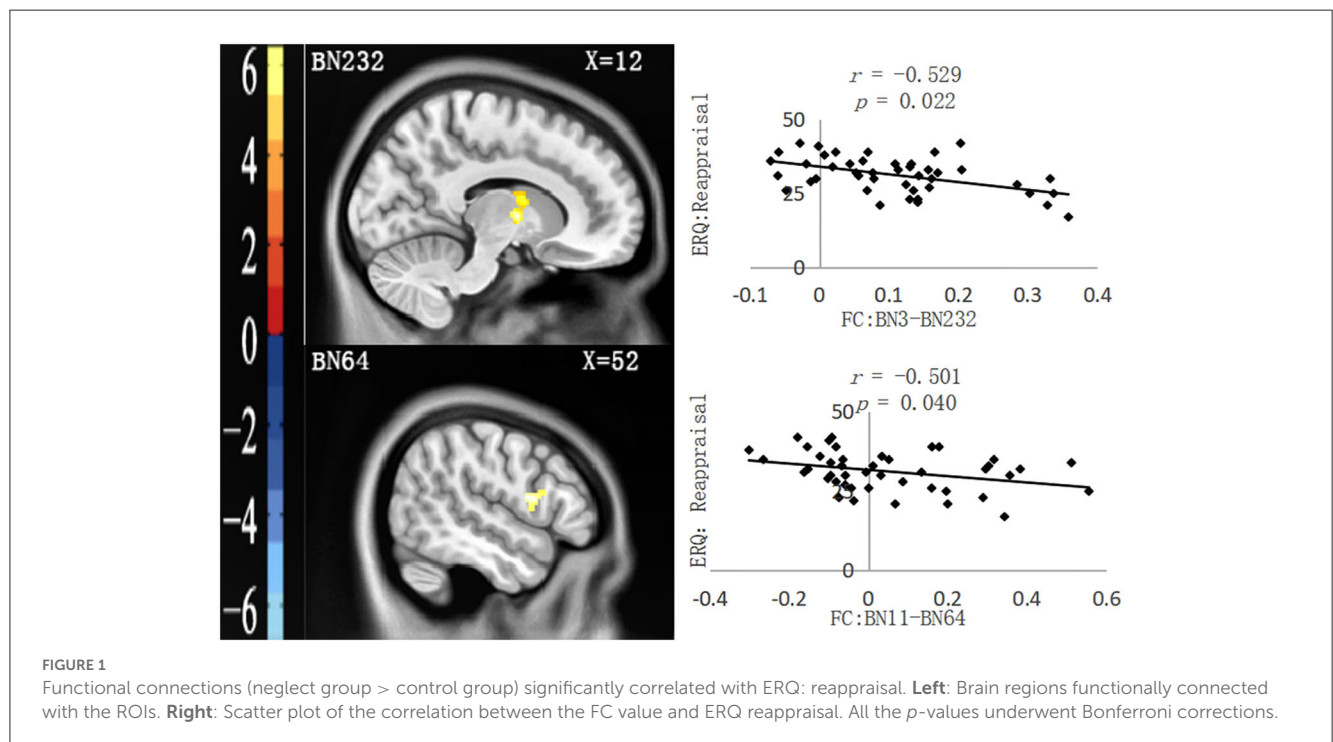 6
4
2
0
−2
−4
−6
BN232 X=12
BN64 X=52
r = −0.529
p = 0.022
ERQ:Reappraisal
50
25
0
-0.1 0 0.1 0.2 0.3 0.4
FC:BN3-BN232
r = −0.501
p = 0.040
ERQ: Reappraisal
50
25
0
-0.4 -0.2 0 0.2 0.4 0.6
FC:BN11-BN64
FIGURE 1
Functional connections (neglect group > control group) significantly correlated with ERQ: reappraisal. Left: Brain regions functionally connected
with the ROIs. Right: Scatter plot of the correlation between the FC value and ERQ reappraisal. All the p-values underwent Bonferroni corrections.